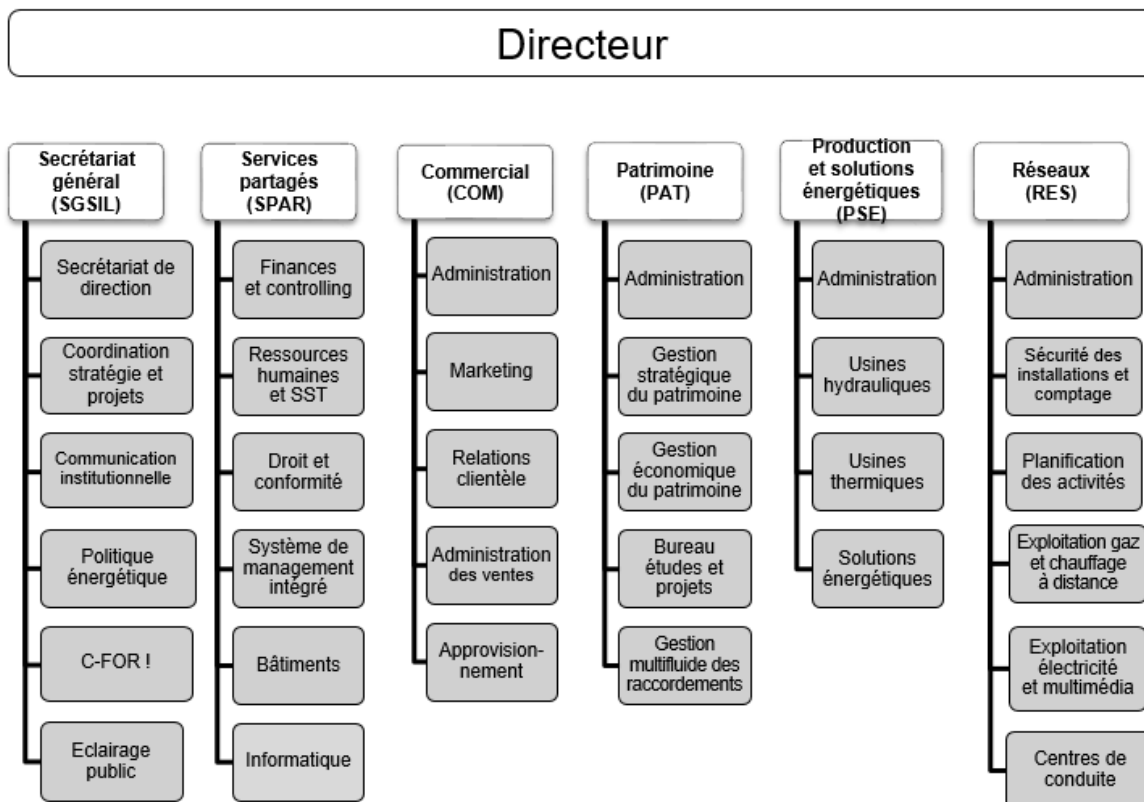 Directeur
Secrétariat
général
(SGSIL)
Secrétariat de
direction
Coordination
stratégie et
projets
Communication
institutionnelle
Politique
énergétique
C-FOR !
Eclairage
public
Services
partagés
(SPAR)
Finances
et controlling
Ressources
humaines
et SST
Droit et
conformité
Système de
management
intégré
Bâtiments
Informatique
Commercial
(COM)
Administration
Marketing
Relations
clientèle
Administration
des ventes
Approvision-
nement
Patrimoine
(PAT)
Administration
Gestion
stratégique
du patrimoine
Gestion
économique
du patrimoine
Bureau
études et
projets
Gestion
multifluide des
raccordements
Production
et solutions
énergétiques
(PSE)
Administration
Usines
hydrauliques
Usines
thermiques
Solutions
énergétiques
Réseaux
(RES)
Administration
Sécurité des
installations et
comptage
Planification
des activités
Exploitation gaz
et chauffage
à distance
Exploitation
électricité
et multimédia
Centres de
conduite